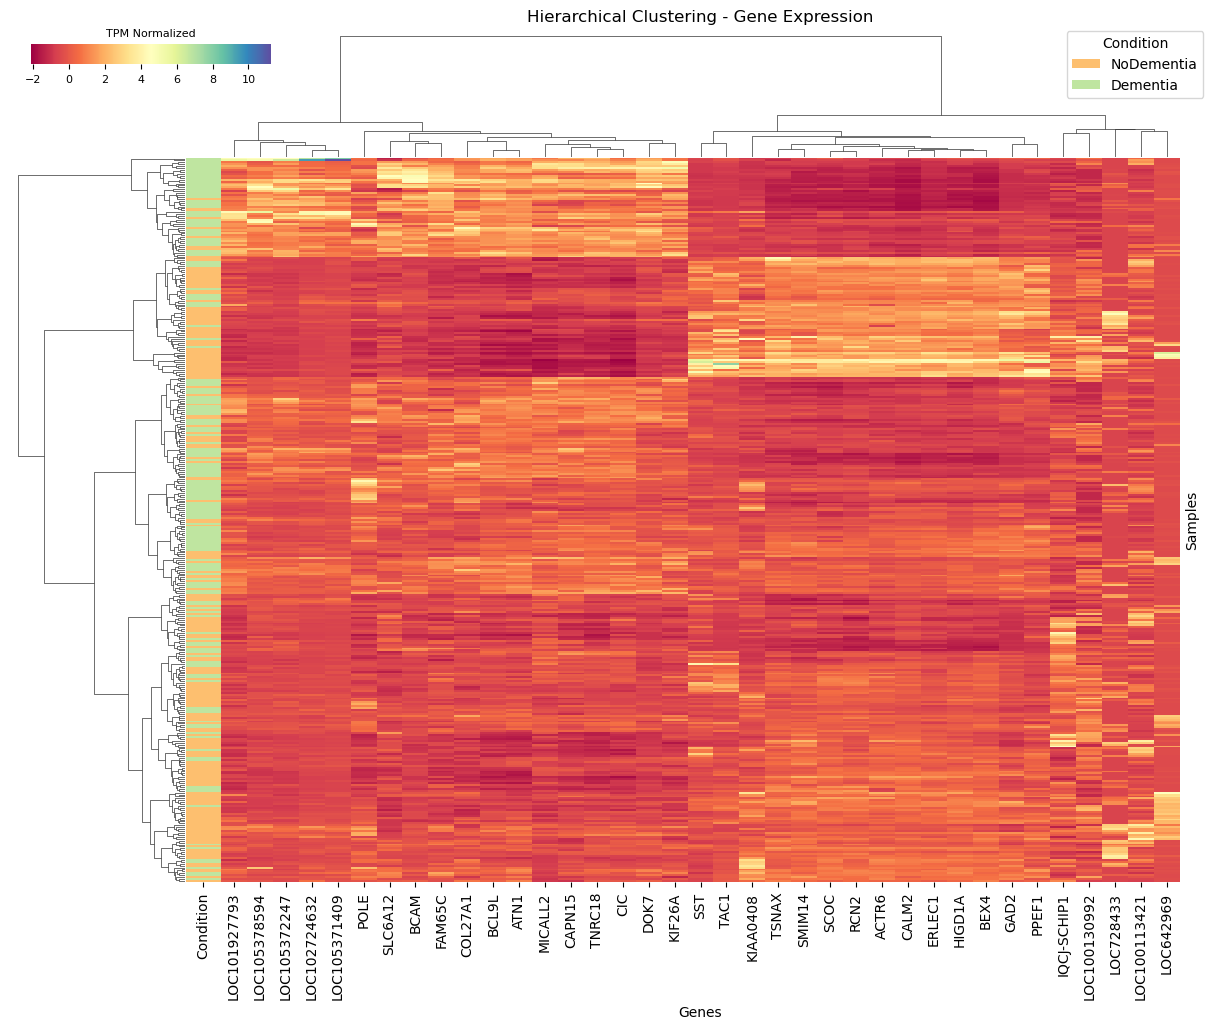 Hierarchical Clustering - Gene Expression
TPM Normalized
−2 0 2 4 6 8 10
Condition
NoDementia
Dementia
Samples
Condition
LOC101927793
LOC105378594
LOC105372247
LOC102724632
LOC105371409
POLE
SLC6A12
BCAM
FAM65C
COL27A1
BCL9L
ATN1
MICALL2
CAPN15
TNRC18
CIC
DOK7
KIF26A
SST
TAC1
KIAA0408
TSNAX
SMIM14
SCOC
RCN2
ACTR6
CALM2
ERLEC1
HIGD1A
BEX4
GAD2
PPEF1
IQCJ-SCHIP1
LOC100130992
LOC728433
LOC100113421
LOC642969
Genes